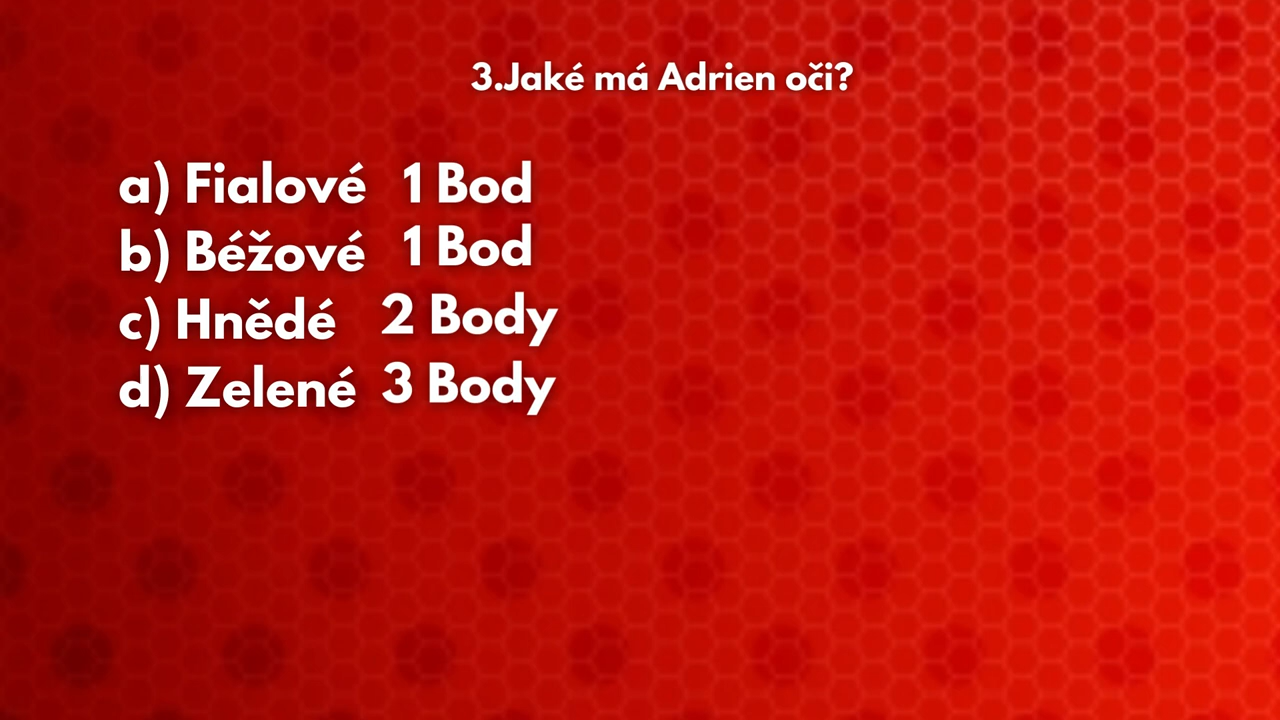 3.Jaké má Adrien oči?
a) Fialové 1 Bod
b) Béžové 1 Bod
c) Hnědé 2 Body
d) Zelené 3 Body